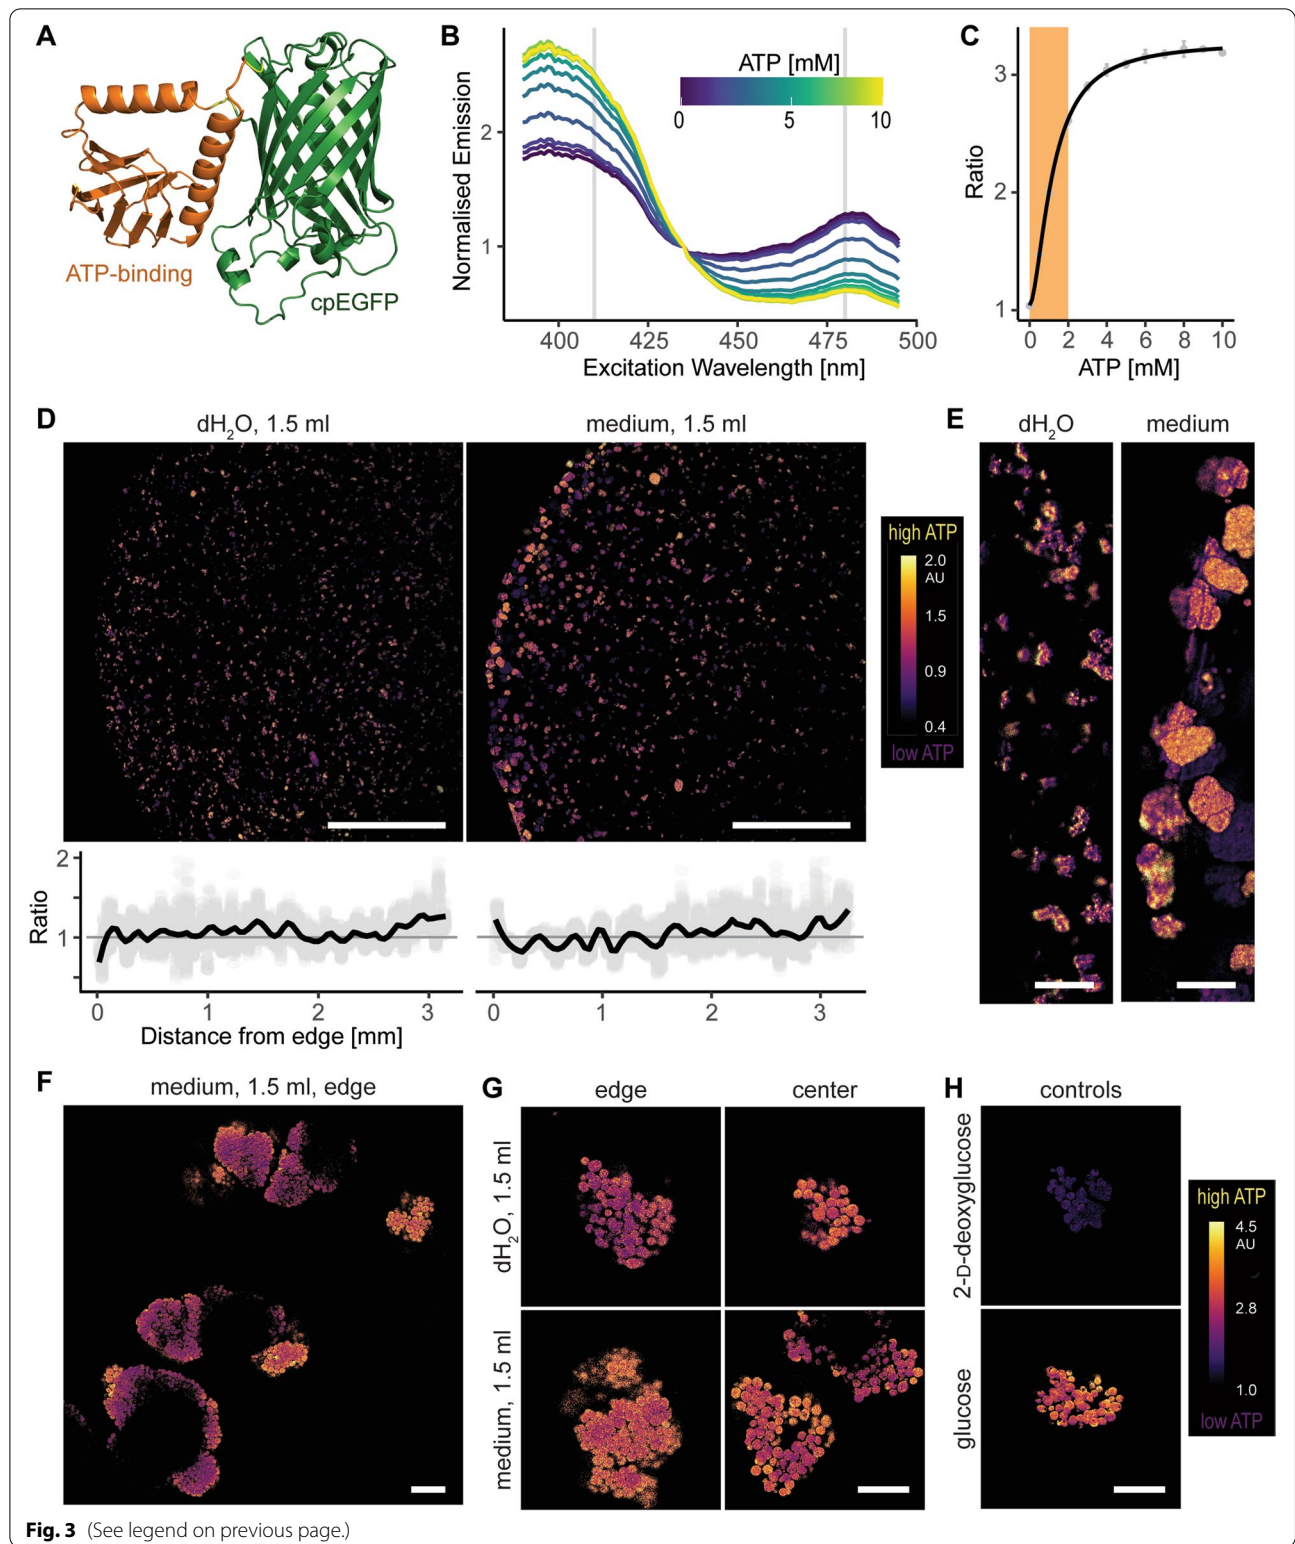 A
ATP-binding
cpEGFP
B
Normalised Emission
2
1
ATP [mM]
0 5 10
400 425 450 475 500
Excitation Wavelength [nm]
C
Ratio
3
2
1
0 2 4 6 8 10
ATP [mM]
D
dH₂O, 1.5 ml
medium, 1.5 ml
high ATP
2.0
AU
1.5
0.9
0.4
low ATP
Ratio
2
1
0 1 2 3
0 1 2 3
Distance from edge [mm]
E
dH₂O
medium
F
medium, 1.5 ml, edge
G
edge
center
dH₂O, 1.5 ml
medium, 1.5 ml
H
controls
2-D-deoxyglucose
glucose
high ATP
4.5
AU
2.8
1.0
low ATP
Fig. 3 (See legend on previous page.)